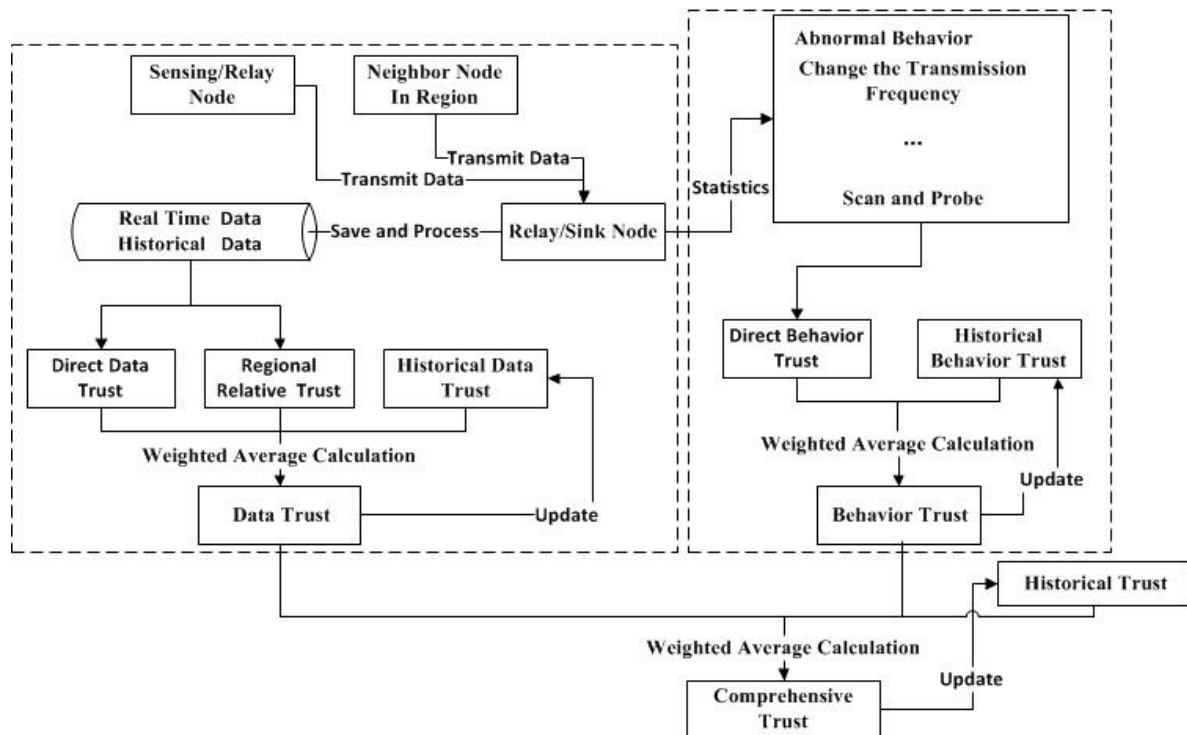 Sensing/Relay
Node
Neighbor Node
In Region
Transmit Data
Transmit Data
Real Time Data
Historical Data
Save and Process
Relay/Sink Node
Statistics
Abnormal Behavior
Change the Transmission
Frequency
...
Scan and Probe
Direct Data
Trust
Regional
Relative Trust
Historical Data
Trust
Weighted Average Calculation
Data Trust
Update
Direct Behavior
Trust
Historical
Behavior Trust
Weighted Average Calculation
Behavior Trust
Update
Historical Trust
Weighted Average Calculation
Comprehensive
Trust
Update